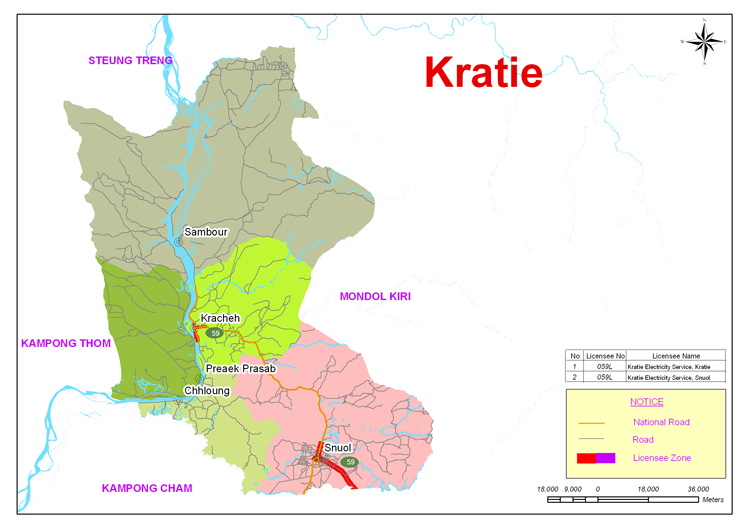 Kratie
N
W E
S
STEUNG TRENG
Sambour
MONDOL KIRI
Kracheh
59
KAMPONG THOM
Preaek Prasab
Chhloung
Snuol
59
KAMPONG CHAM
No Licensee No Licensee Name
1 059L Kratie Electricity Service, Kratie
2 059L Kratie Electricity Service, Snuol
NOTICE
National Road
Road
Licensee Zone
18,000 9,000 0 18,000 36,000
Meters